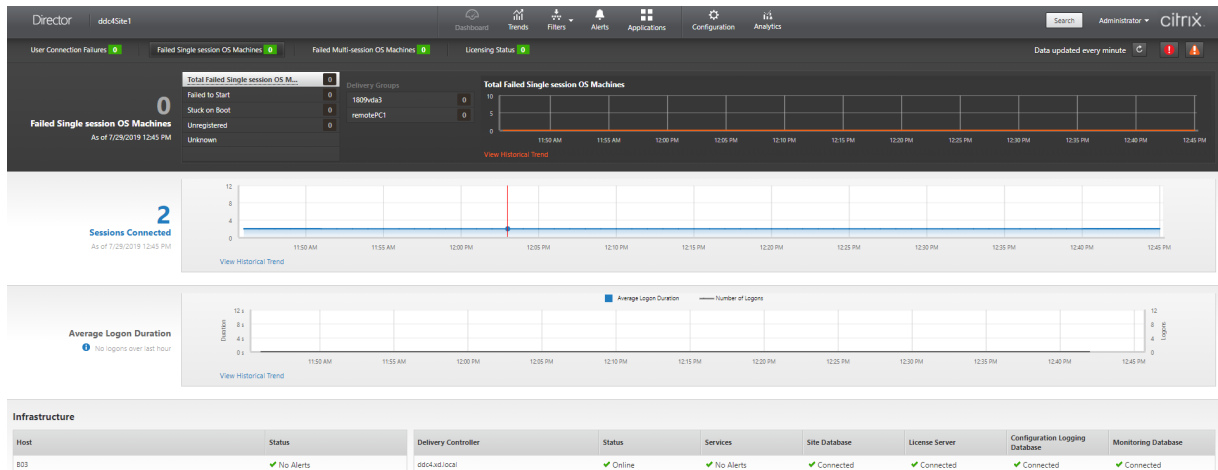 Director ddc4Site1 Dashboard Trends Filters Alerts Applications Configuration Analytics Search Administrator citrix
User Connection Failures 0 Failed Single session OS Machines 0 Failed Multi-session OS Machines 0 Licensing Status 0 Data updated every minute
0
Failed Single session OS Machines
As of 7/29/2019 12:45 PM
Total Failed Single session OS M... 0
Failed to Start 0
Stuck on Boot 0
Unregistered 0
Unknown
Delivery Groups
1809vda3 0
remotePC1 0
Total Failed Single session OS Machines
10
5
0
11:50 AM 11:55 AM 12:00 PM 12:05 PM 12:10 PM 12:15 PM 12:20 PM 12:25 PM 12:30 PM 12:35 PM 12:40 PM 12:45 PM
View Historical Trend
2
Sessions Connected
As of 7/29/2019 12:45 PM
12
8
4
0
11:50 AM 11:55 AM 12:00 PM 12:05 PM 12:10 PM 12:15 PM 12:20 PM 12:25 PM 12:30 PM 12:35 PM 12:40 PM 12:45 PM
View Historical Trend
Average Logon Duration Number of Logons
Average Logon Duration
No logons over last hour
Duration
12 s
8 s
4 s
0 s
12
8
4
0
Logons
11:50 AM 11:55 AM 12:00 PM 12:05 PM 12:10 PM 12:15 PM 12:20 PM 12:25 PM 12:30 PM 12:35 PM 12:40 PM 12:45 PM
View Historical Trend
Infrastructure
Host Status Delivery Controller Status Services Site Database License Server Configuration Logging Database Monitoring Database
B03 No Alerts ddc4.xd.local Online No Alerts Connected Connected Connected Connected